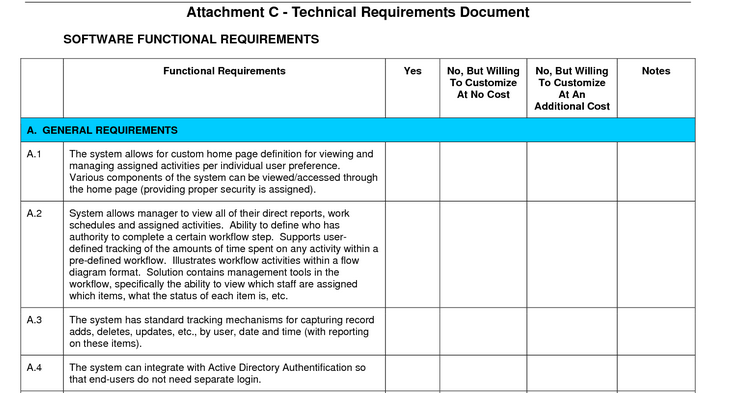 Attachment C - Technical Requirements Document
SOFTWARE FUNCTIONAL REQUIREMENTS
Functional Requirements
Yes
No, But Willing
To Customize
At No Cost
No, But Willing
To Customize
At An
Additional Cost
Notes
A. GENERAL REQUIREMENTS
A.1
The system allows for custom home page definition for viewing and
managing assigned activities per individual user preference.
Various components of the system can be viewed/accessed through
the home page (providing proper security is assigned).
A.2
System allows manager to view all of their direct reports, work
schedules and assigned activities. Ability to define who has
authority to complete a certain workflow step. Supports user-
defined tracking of the amounts of time spent on any activity within a
pre-defined workflow. Illustrates workflow activities within a flow
diagram format. Solution contains management tools in the
workflow, specifically the ability to view which staff are assigned
which items, what the status of each item is, etc.
A.3
The system has standard tracking mechanisms for capturing record
adds, deletes, updates, etc., by user, date and time (with reporting
on these items).
A.4
The system can integrate with Active Directory Authentification so
that end-users do not need separate login.